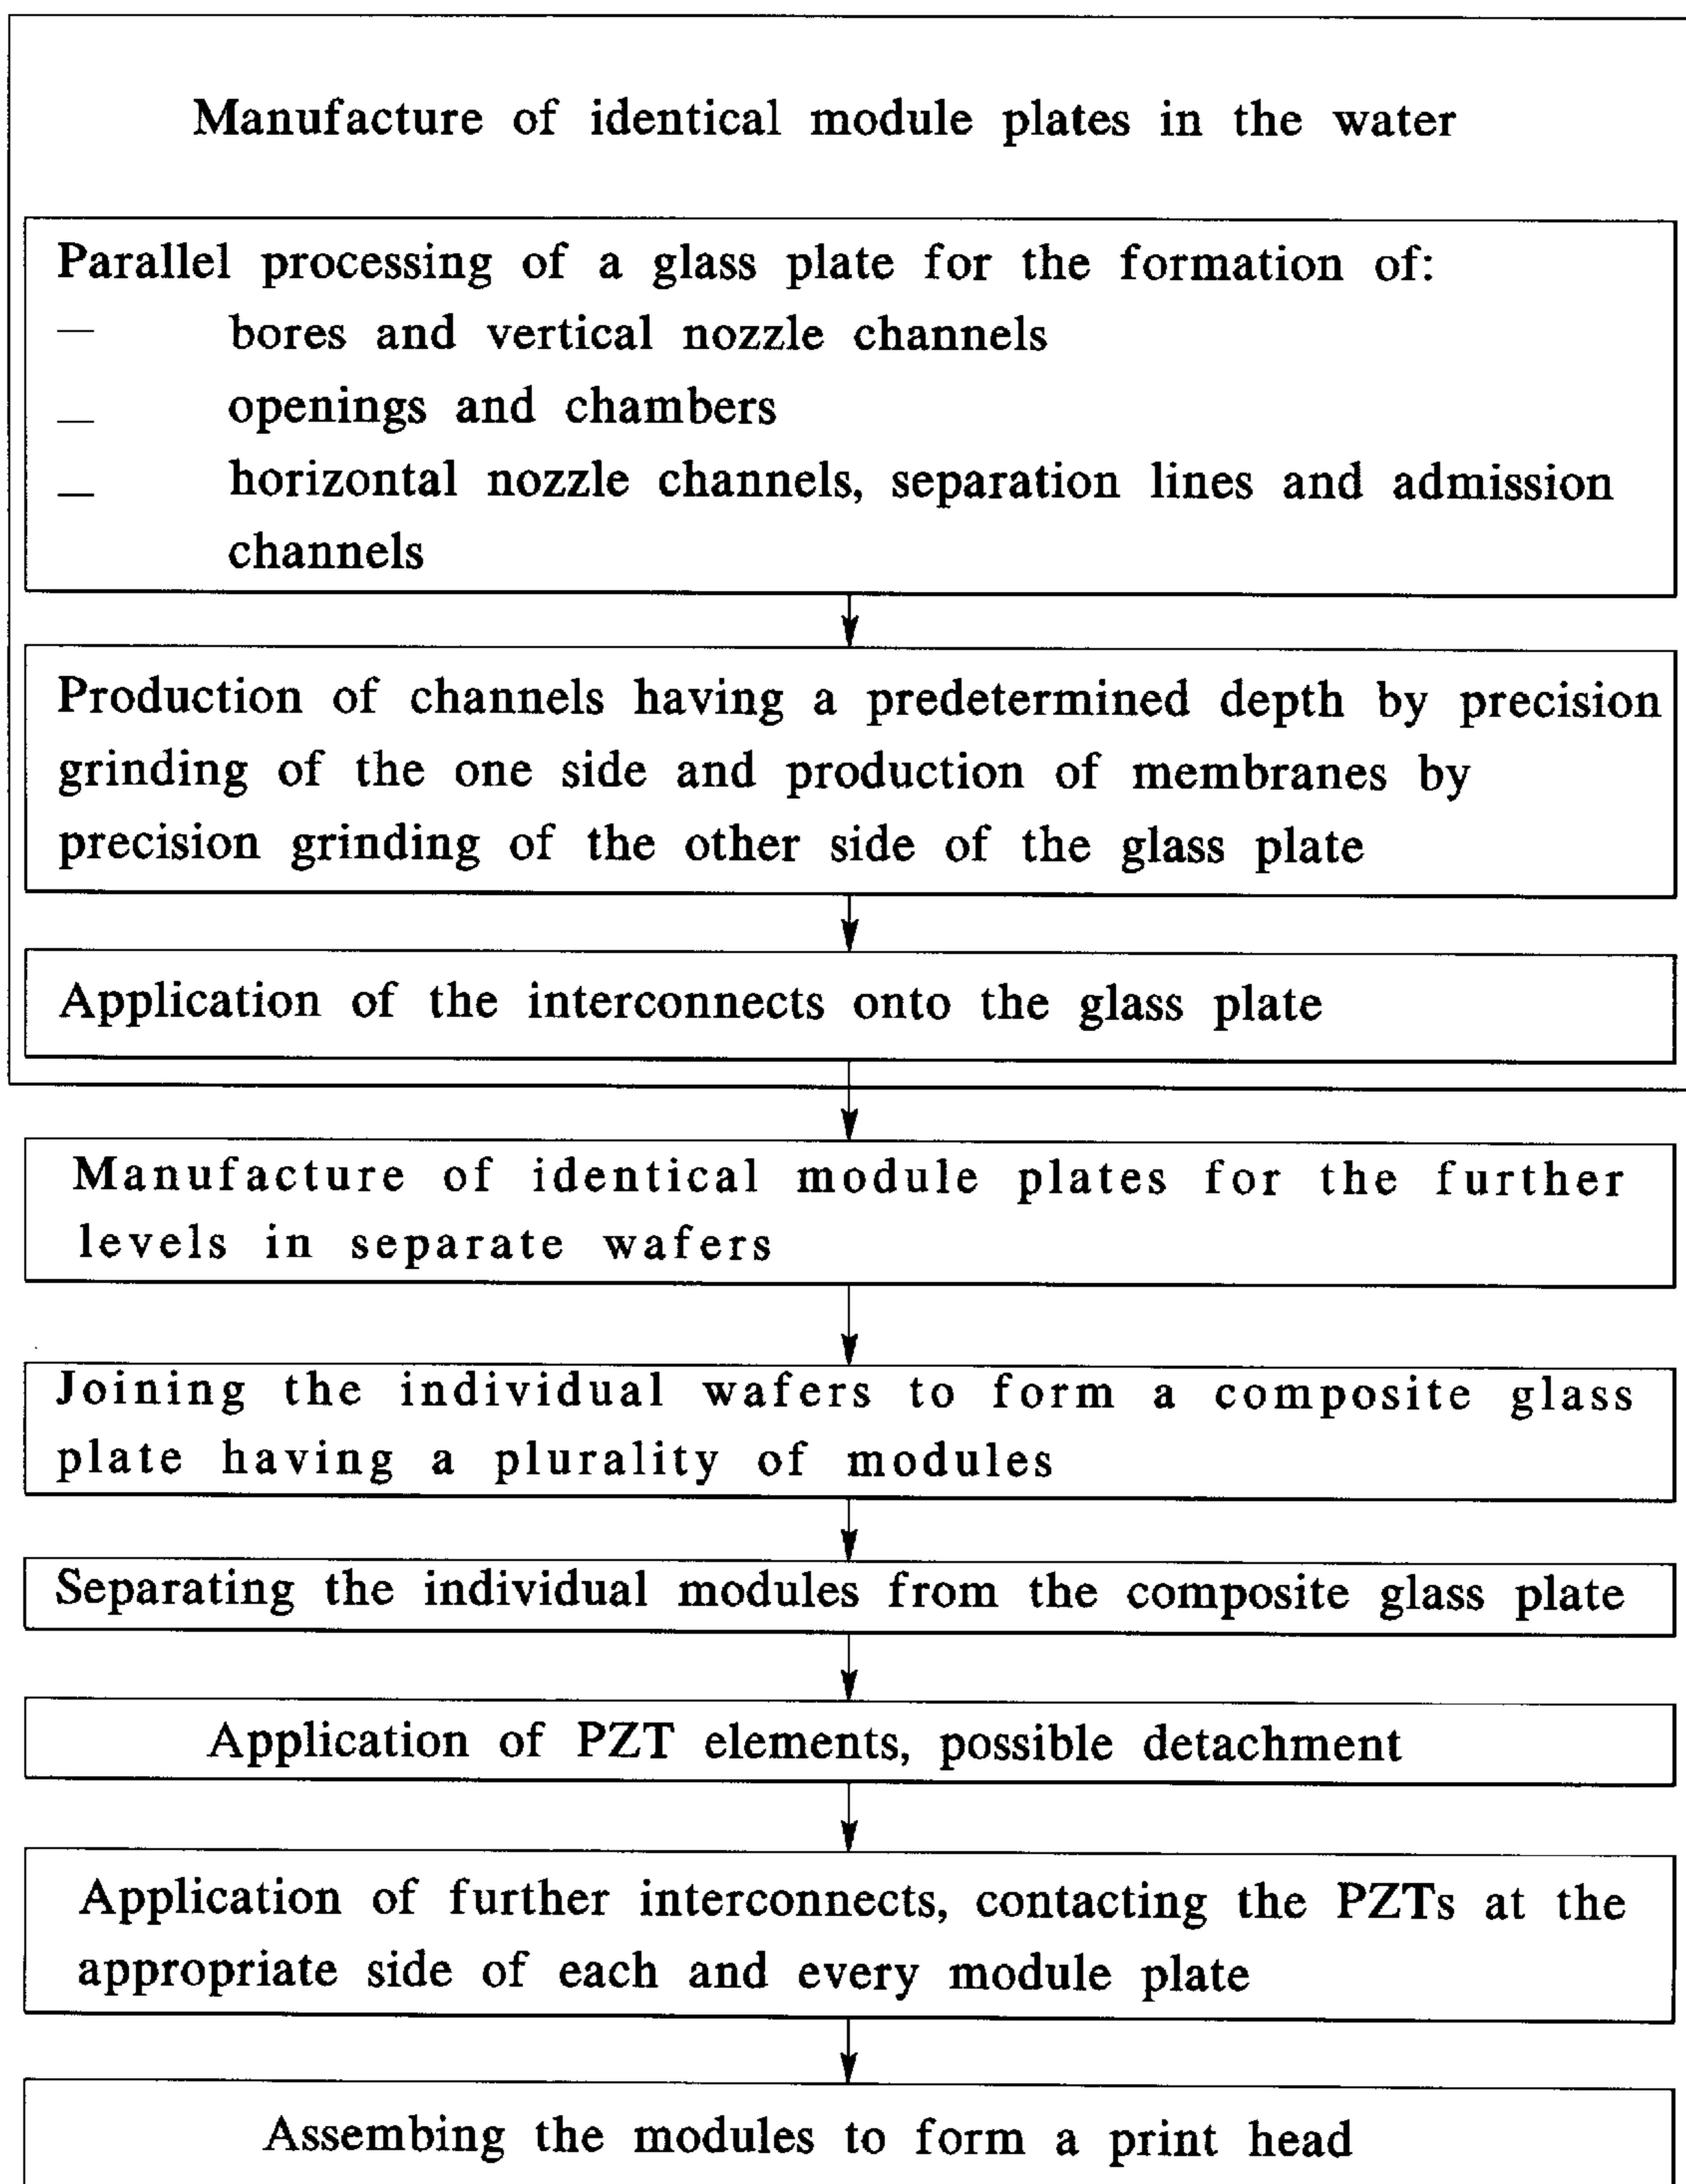 Manufacture of identical module plates in the water
Parallel processing of a glass plate for the formation of:
— bores and vertical nozzle channels
— openings and chambers
— horizontal nozzle channels, separation lines and admission
channels
Production of channels having a predetermined depth by precision
grinding of the one side and production of membranes by
precision grinding of the other side of the glass plate
Application of the interconnects onto the glass plate
Manufacture of identical module plates for the further
levels in separate wafers
Joining the individual wafers to form a composite glass
plate having a plurality of modules
Separating the individual modules from the composite glass plate
Application of PZT elements, possible detachment
Application of further interconnects, contacting the PZTs at the
appropriate side of each and every module plate
Assembing the modules to form a print head